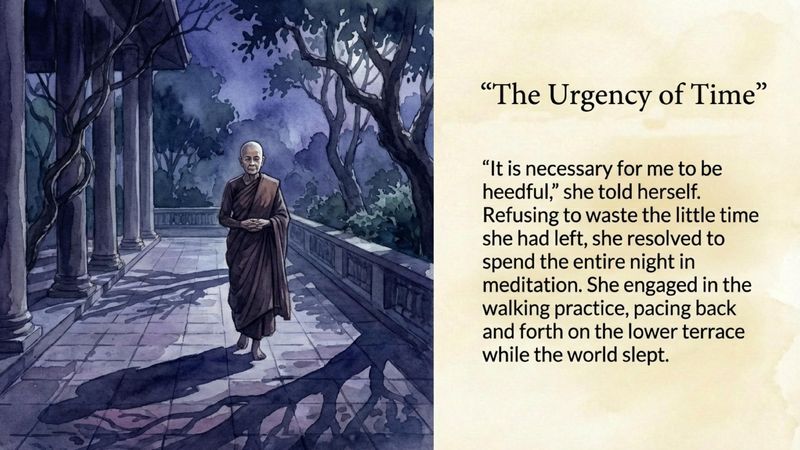 “The Urgency of Time”
“It is necessary for me to be
heedful,” she told herself.
Refusing to waste the little time
she had left, she resolved to
spend the entire night in
meditation. She engaged in the
walking practice, pacing back
and forth on the lower terrace
while the world slept.